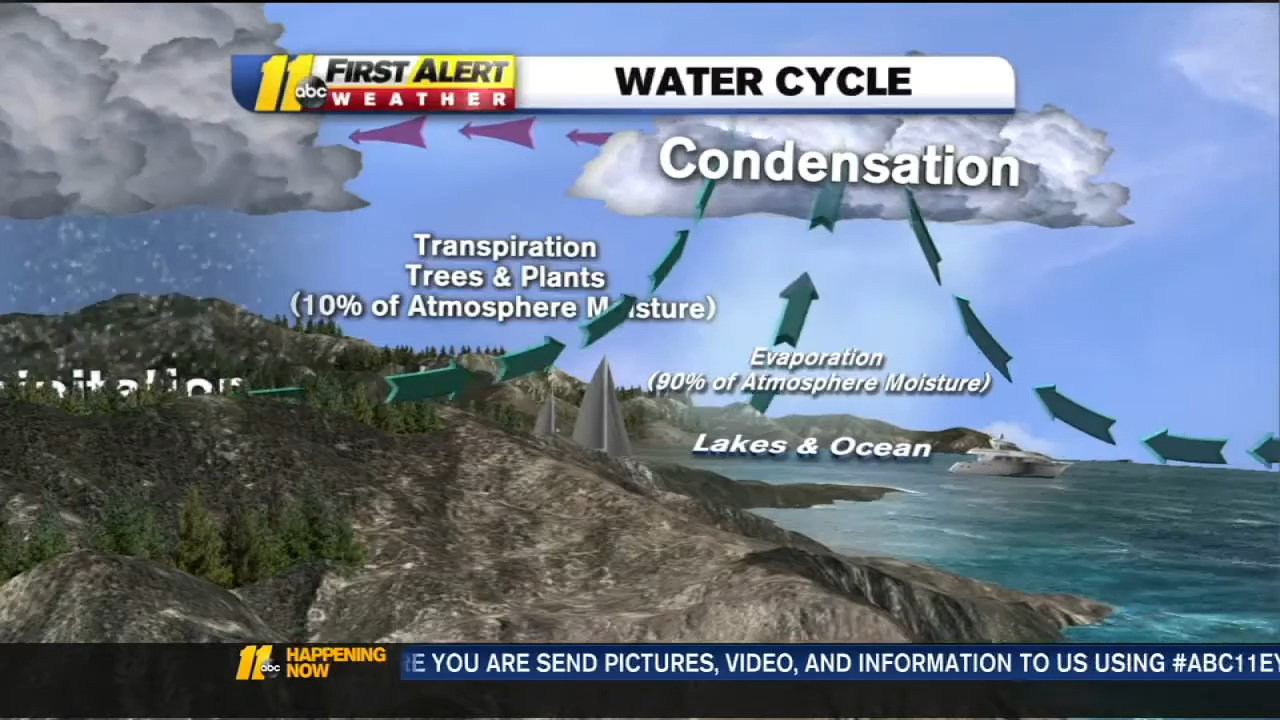 11 abc FIRST ALERT
WEATHER
WATER CYCLE
Condensation
Transpiration
Trees & Plants
(10% of Atmosphere Moisture)
Evaporation
(90% of Atmosphere Moisture)
Lakes & Ocean
11 abc HAPPENING
NOW
E YOU ARE SEND PICTURES, VIDEO, AND INFORMATION TO US USING #ABC11EY